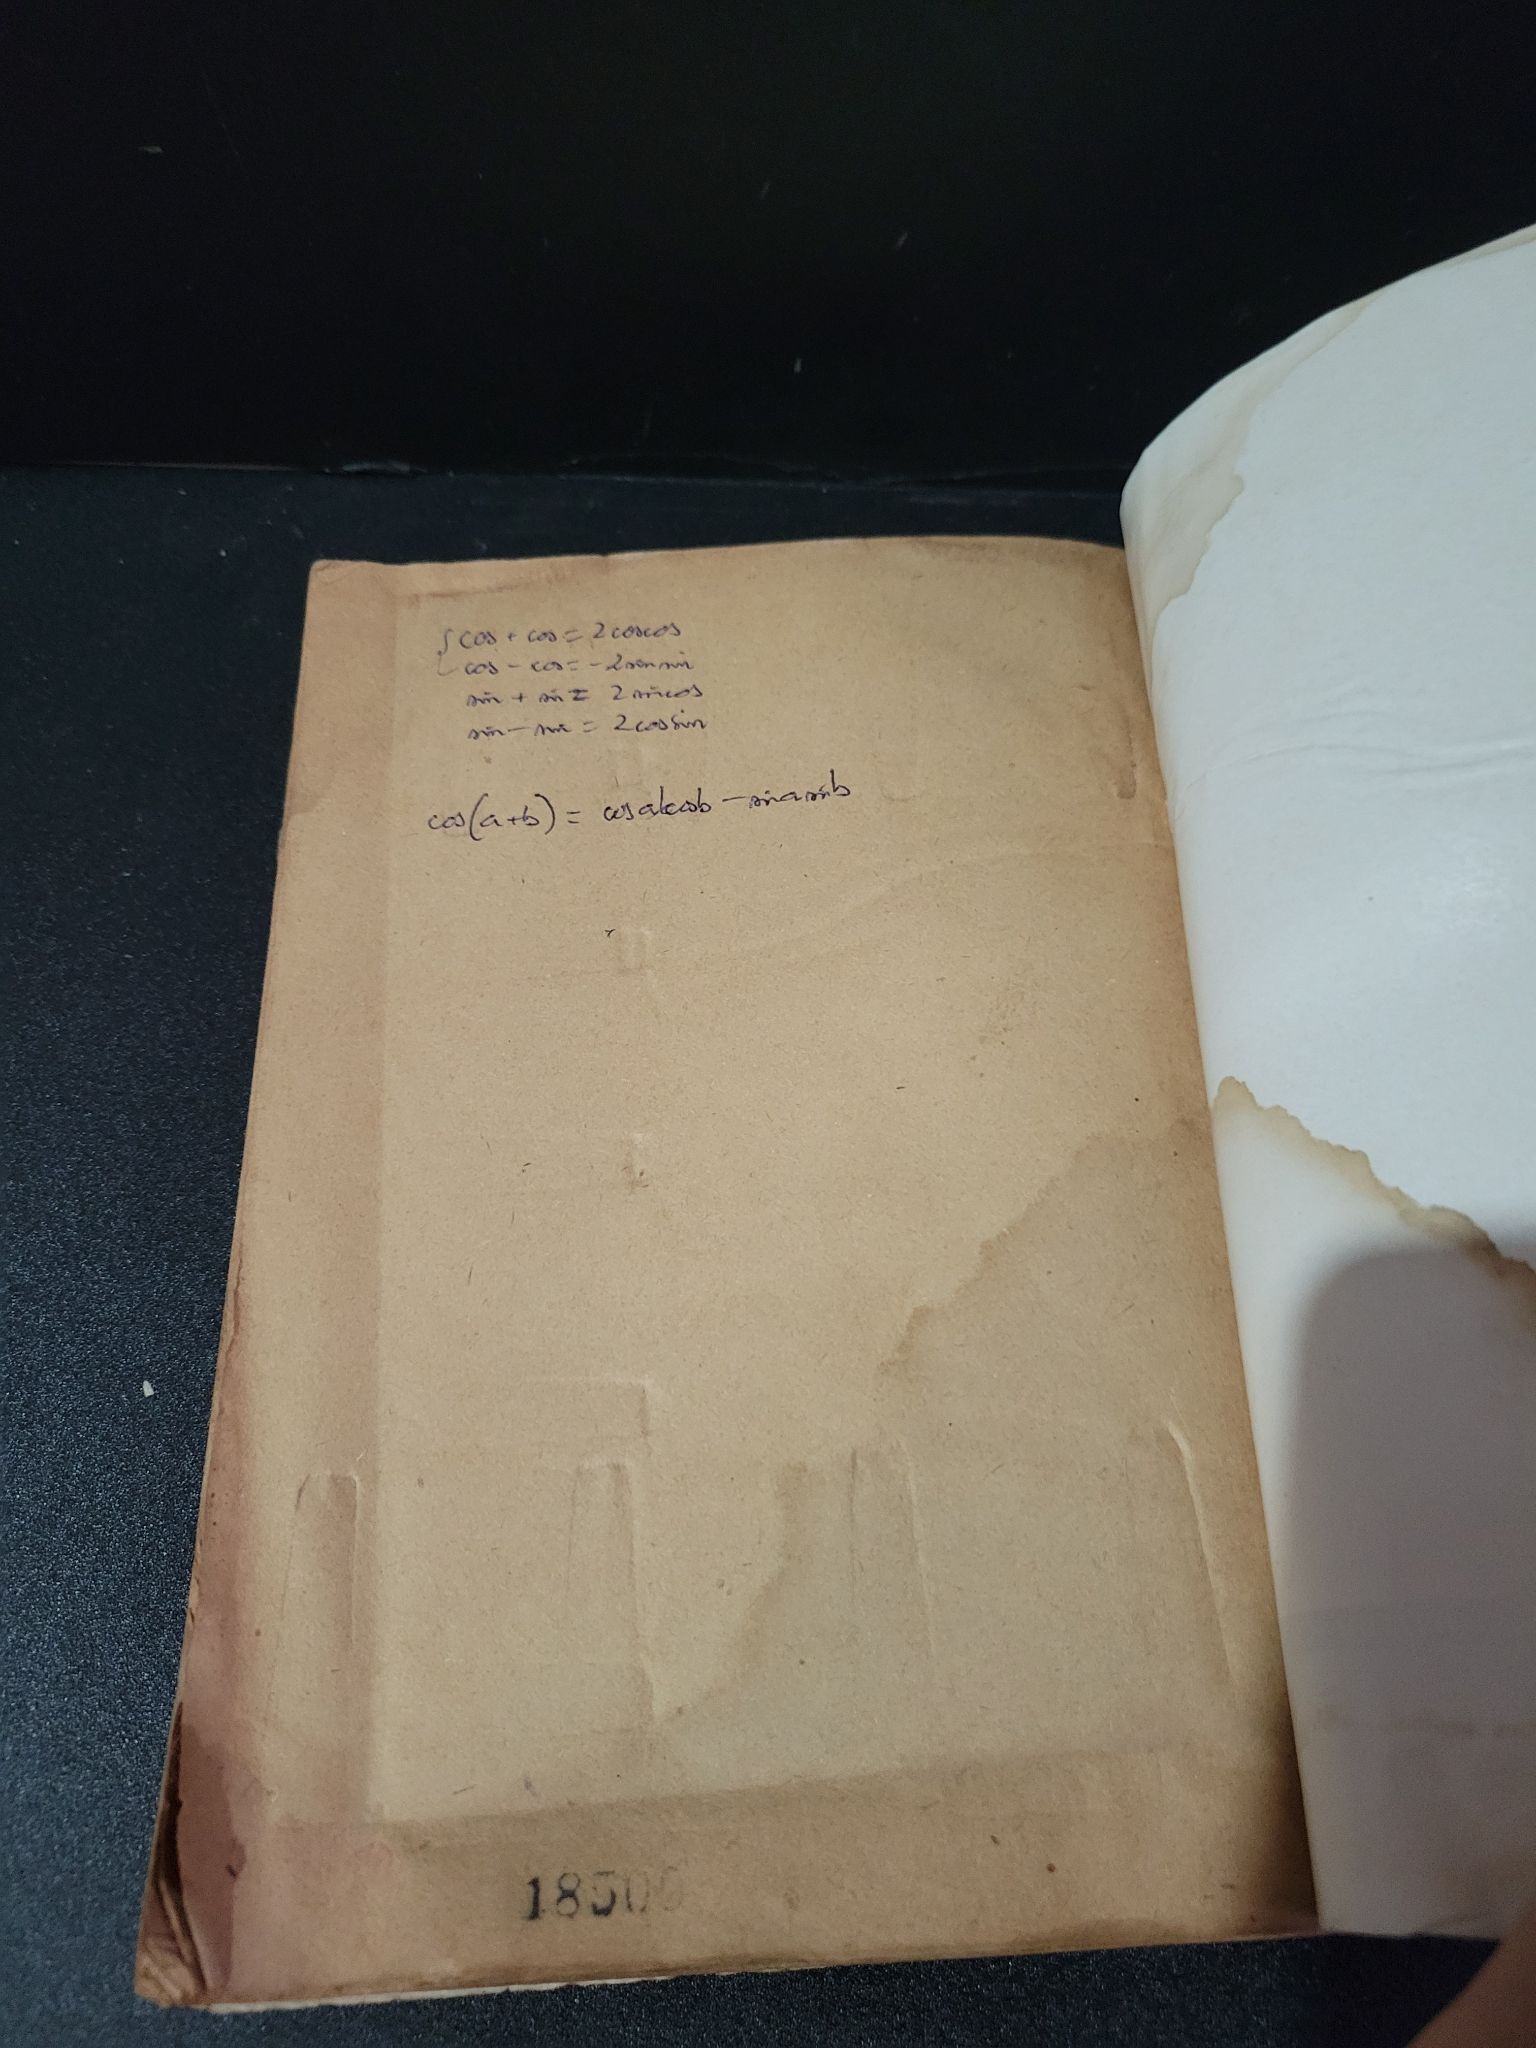 cos + cos = 2 cos cos
cos - cos = -2 sin sin
sin + sin = 2 sin cos
sin - sin = 2 cos sin
cos(a+b) = cos a cos b - sin a sin b